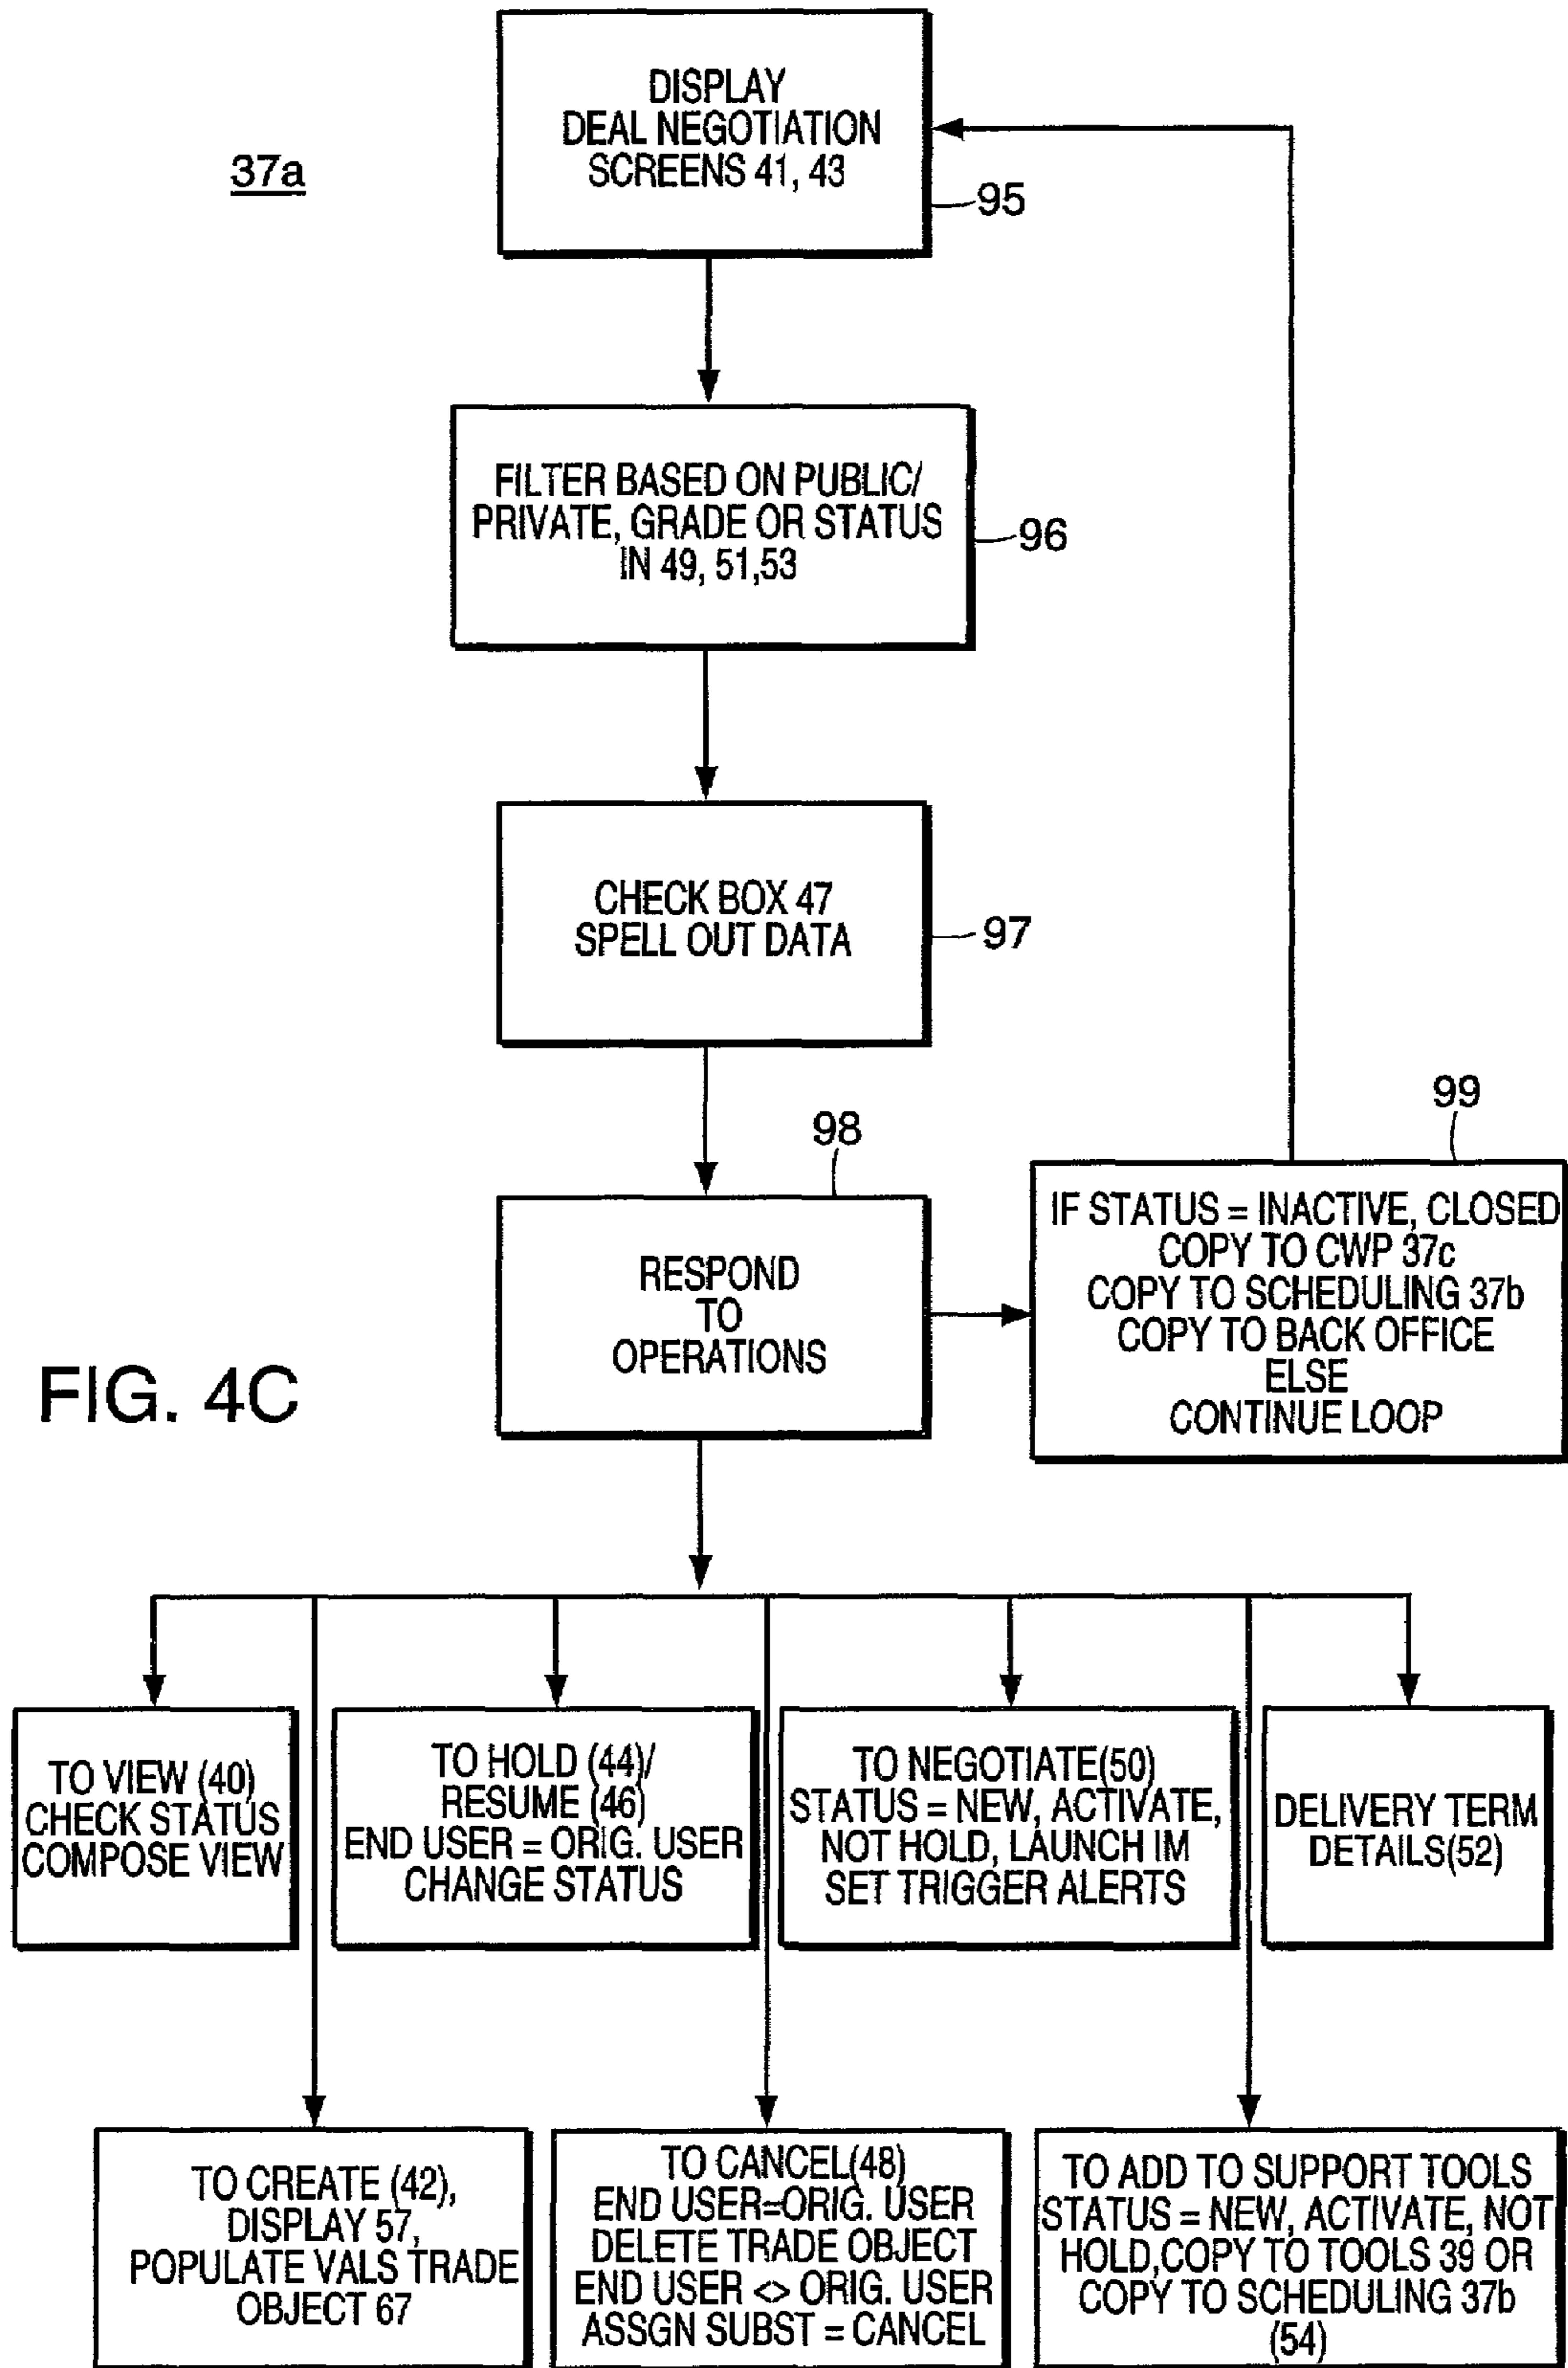 DISPLAY
DEAL NEGOTIATION
SCREENS 41, 43
37a
95
FILTER BASED ON PUBLIC/
PRIVATE, GRADE OR STATUS
IN 49, 51,53
96
CHECK BOX 47
SPELL OUT DATA
97
98
RESPOND
TO
OPERATIONS
99
IF STATUS = INACTIVE, CLOSED
COPY TO CWP 37c
COPY TO SCHEDULING 37b
COPY TO BACK OFFICE
ELSE
CONTINUE LOOP
FIG. 4C
TO VIEW (40)
CHECK STATUS
COMPOSE VIEW
TO HOLD (44)/
RESUME (46)
END USER = ORIG. USER
CHANGE STATUS
TO NEGOTIATE(50)
STATUS = NEW, ACTIVATE,
NOT HOLD, LAUNCH IM
SET TRIGGER ALERTS
DELIVERY TERM
DETAILS(52)
TO CREATE (42),
DISPLAY 57,
POPULATE VALS TRADE
OBJECT 67
TO CANCEL(48)
END USER=ORIG. USER
DELETE TRADE OBJECT
END USER <> ORIG. USER
ASSGN SUBST = CANCEL
TO ADD TO SUPPORT TOOLS
STATUS = NEW, ACTIVATE, NOT
HOLD,COPY TO TOOLS 39 OR
COPY TO SCHEDULING 37b
(54)